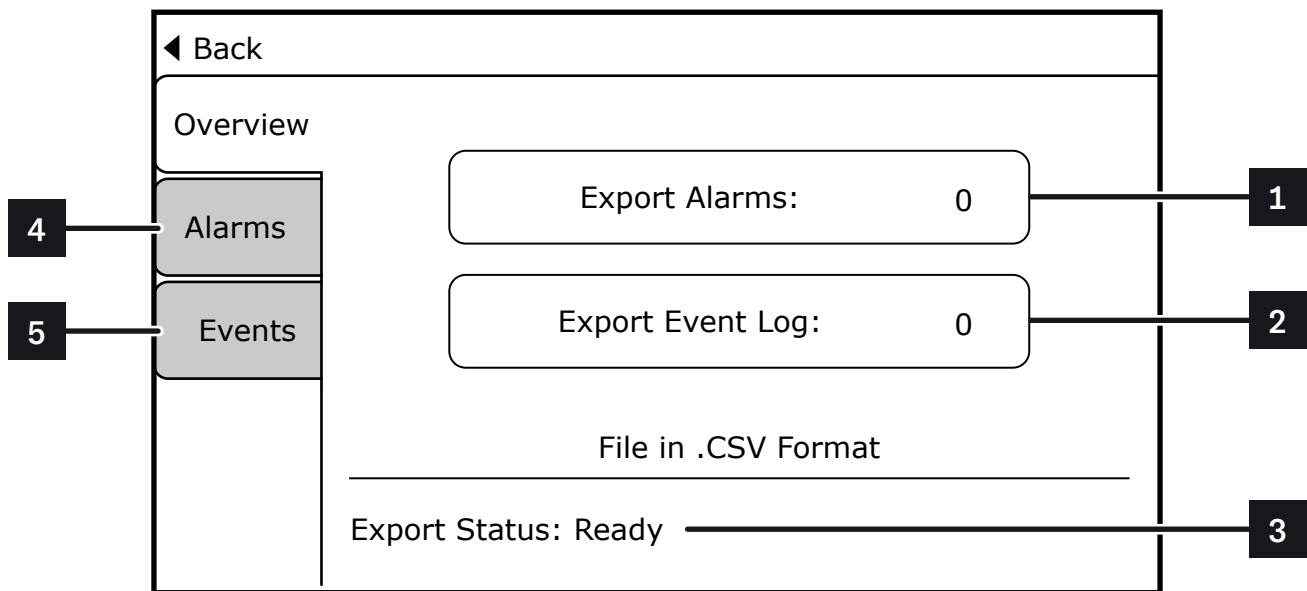 Back
Overview
Export Alarms: 0
1
4
Alarms
Export Event Log: 0
2
5
Events
File in .CSV Format
Export Status: Ready
3